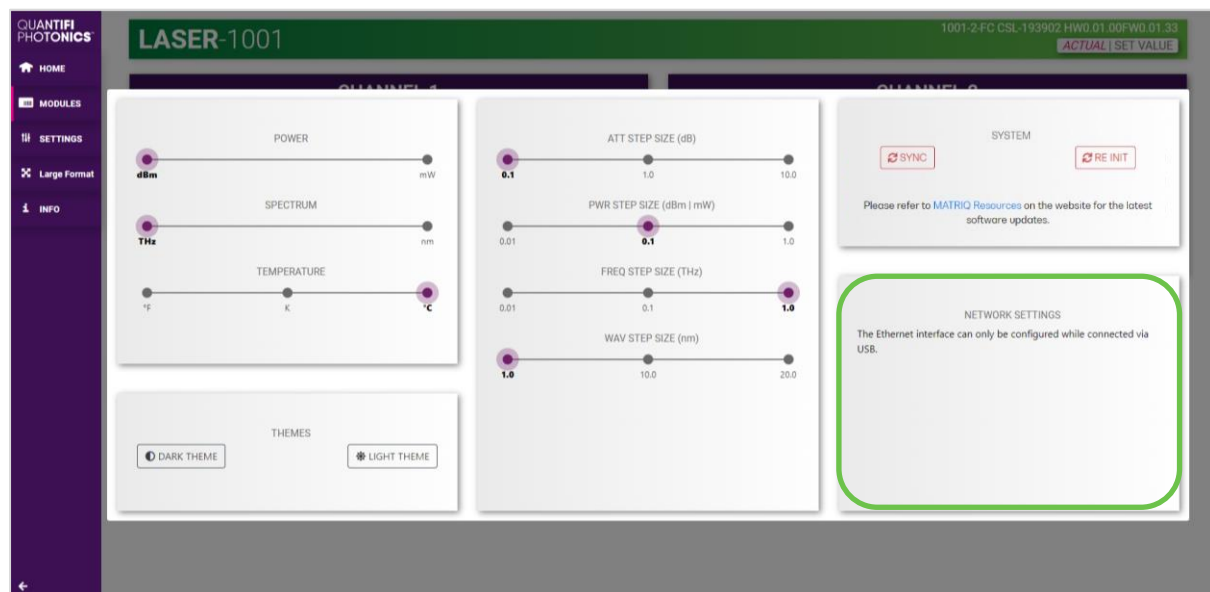 QUANTIFI
PHOTONICS
HOME
MODULES
SETTINGS
Large Format
INFO
LASER-1001
1001-2-FC CSL-193902 HW0.01.00FW0.01.33
ACTUAL | SET VALUE
CHANNEL 1
CHANNEL 2
POWER
dBm mW
SPECTRUM
THz nm
TEMPERATURE
°F K °C
THEMES
DARK THEME LIGHT THEME
ATT STEP SIZE (dB)
0.1 1.0 10.0
PWR STEP SIZE (dBm | mW)
0.01 0.1 1.0
FREQ STEP SIZE (THz)
0.01 0.1 1.0
WAV STEP SIZE (nm)
1.0 10.0 20.0
SYSTEM
SYNC RE INIT
Please refer to MATRIQ Resources on the website for the latest
software updates.
NETWORK SETTINGS
The Ethernet interface can only be configured while connected via
USB.